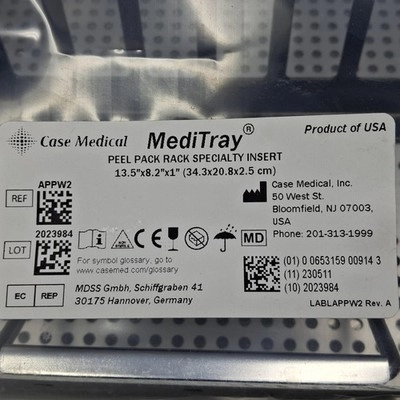 Case Medical MediTray® Product of USA
PEEL PACK RACK SPECIALTY INSERT
13.5"x8.2"x1" (34.3x20.8x2.5 cm)
REF APPW2
LOT 2023984
Case Medical, Inc.
50 West St.
Bloomfield, NJ 07003,
USA
Phone: 201-313-1999
CE MD
For symbol glossary, go to
www.casemed.com/glossary
(01) 0 0653159 00914 3
(11) 230511
(10) 2023984
EC REP
MDSS Gmbh, Schiffgraben 41
30175 Hannover, Germany
LABLAPPW2 Rev. A